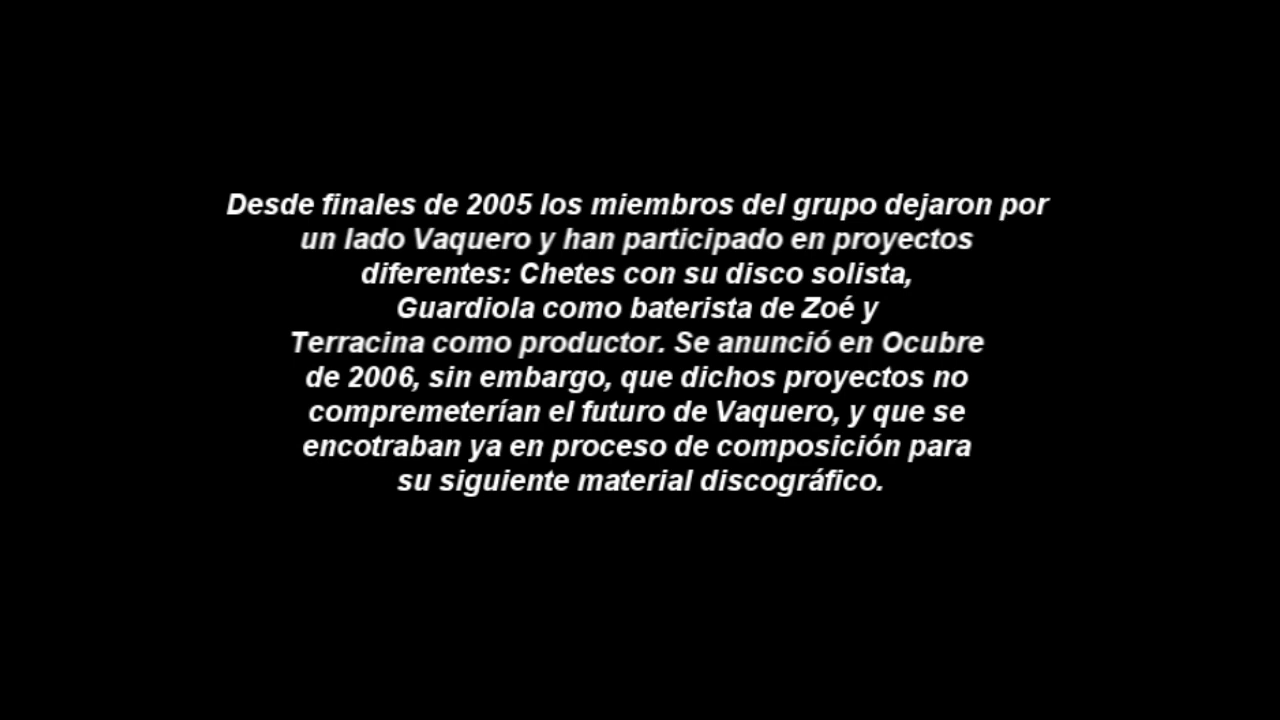 Desde finales de 2005 los miembros del grupo dejaron por
un lado Vaquero y han participado en proyectos
diferentes: Chetes con su disco solista,
Guardiola como baterista de Zoé y
Terracina como productor. Se anunció en Ocubre
de 2006, sin embargo, que dichos proyectos no
compremeterían el futuro de Vaquero, y que se
encotraban ya en proceso de composición para
su siguiente material discográfico.